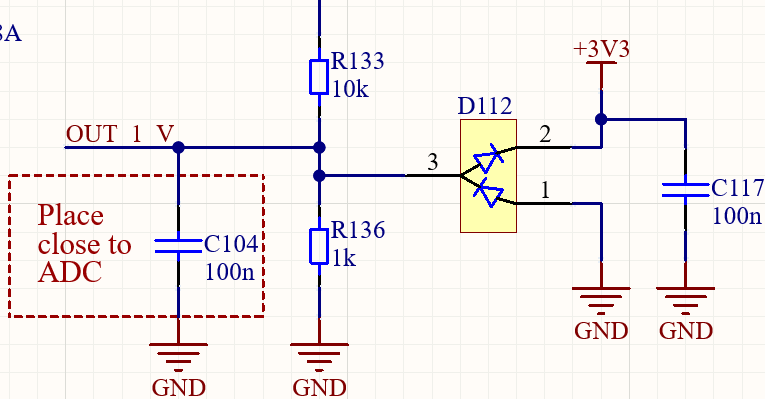 8A
+3V3
R133
10k
D112
OUT_1_V
2
3
1
C117
100n
Place
close to
ADC
C104
100n
R136
1k
GND
GND
GND
GND